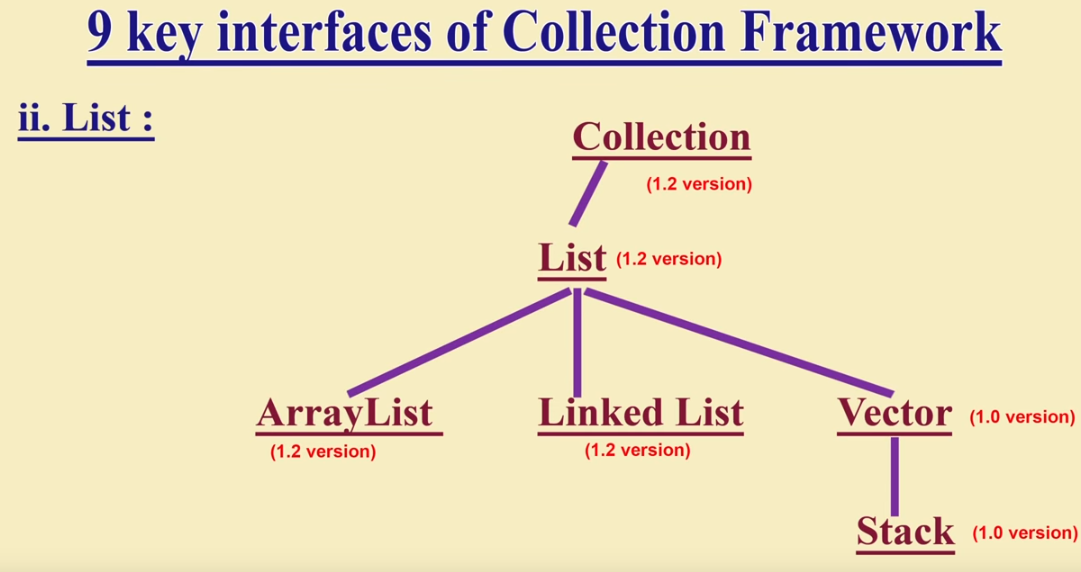 9 key interfaces of Collection Framework
ii. List :
Collection
(1.2 version)
List (1.2 version)
ArrayList Linked List Vector (1.0 version)
(1.2 version) (1.2 version)
Stack (1.0 version)